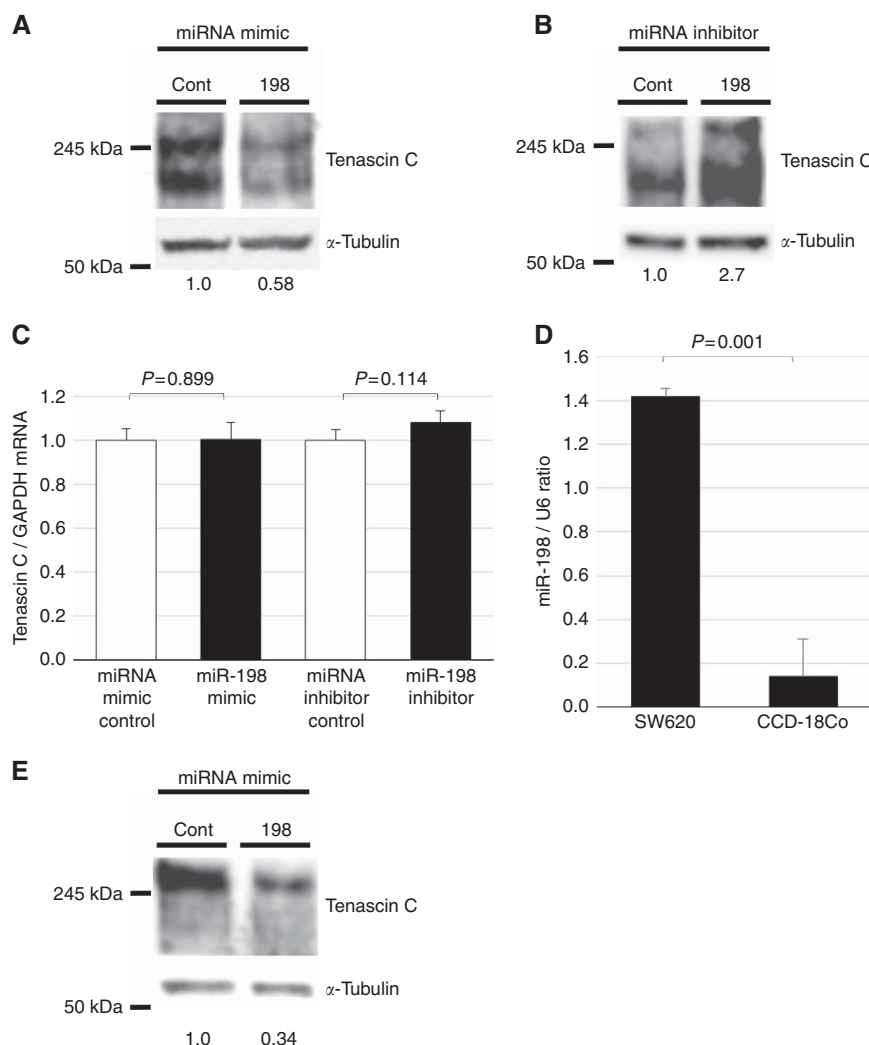 A
miRNA mimic
Cont 198
245 kDa
Tenascin C
α-Tubulin
50 kDa
1.0 0.58
B
miRNA inhibitor
Cont 198
245 kDa
Tenascin C
α-Tubulin
50 kDa
1.0 2.7
C
P=0.899 P=0.114
Tenascin C / GAPDH mRNA
1.2
1.0
0.8
0.6
0.4
0.2
0.0
miRNA mimic control
miR-198 mimic
miRNA inhibitor control
miR-198 inhibitor
D
P=0.001
miR-198 / U6 ratio
1.6
1.4
1.2
1.0
0.8
0.6
0.4
0.2
0.0
SW620 CCD-18Co
E
miRNA mimic
Cont 198
245 kDa
Tenascin C
α-Tubulin
50 kDa
1.0 0.34